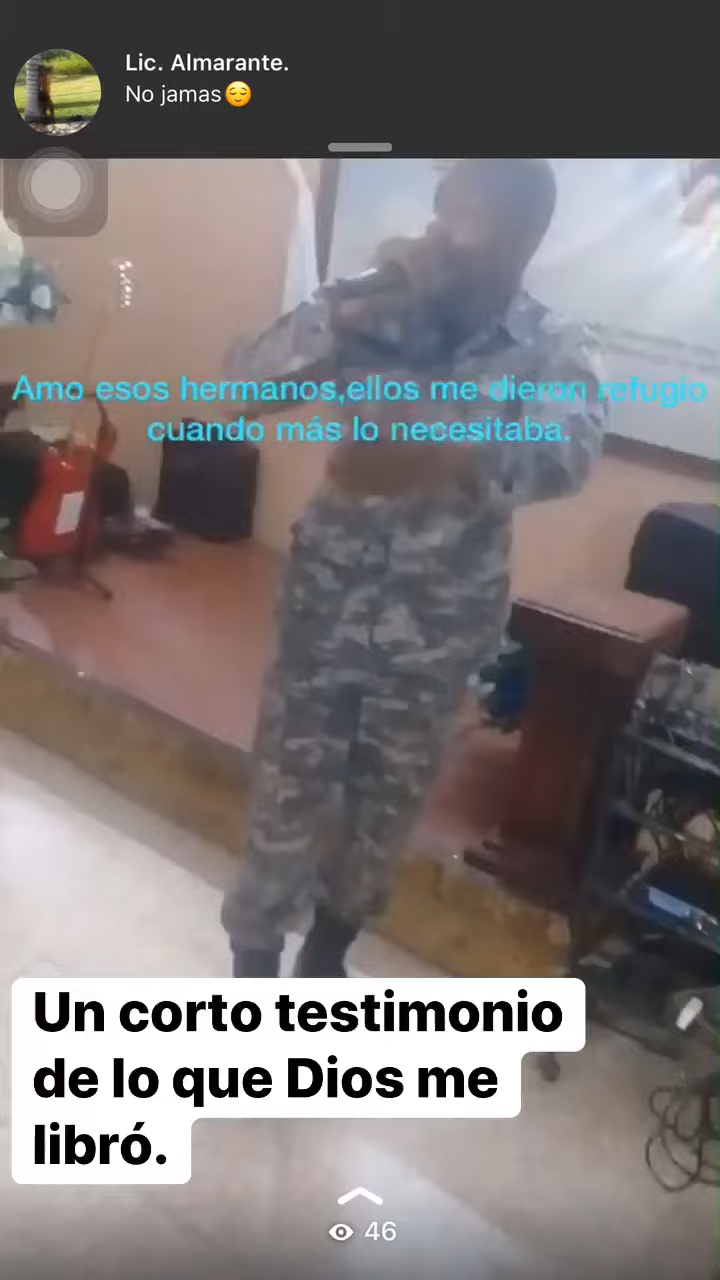 Lic. Almarante.
No jamas😌
Amo esos hermanos,ellos me dieron refugio
cuando más lo necesitaba.
Un corto testimonio
de lo que Dios me
libró.
46